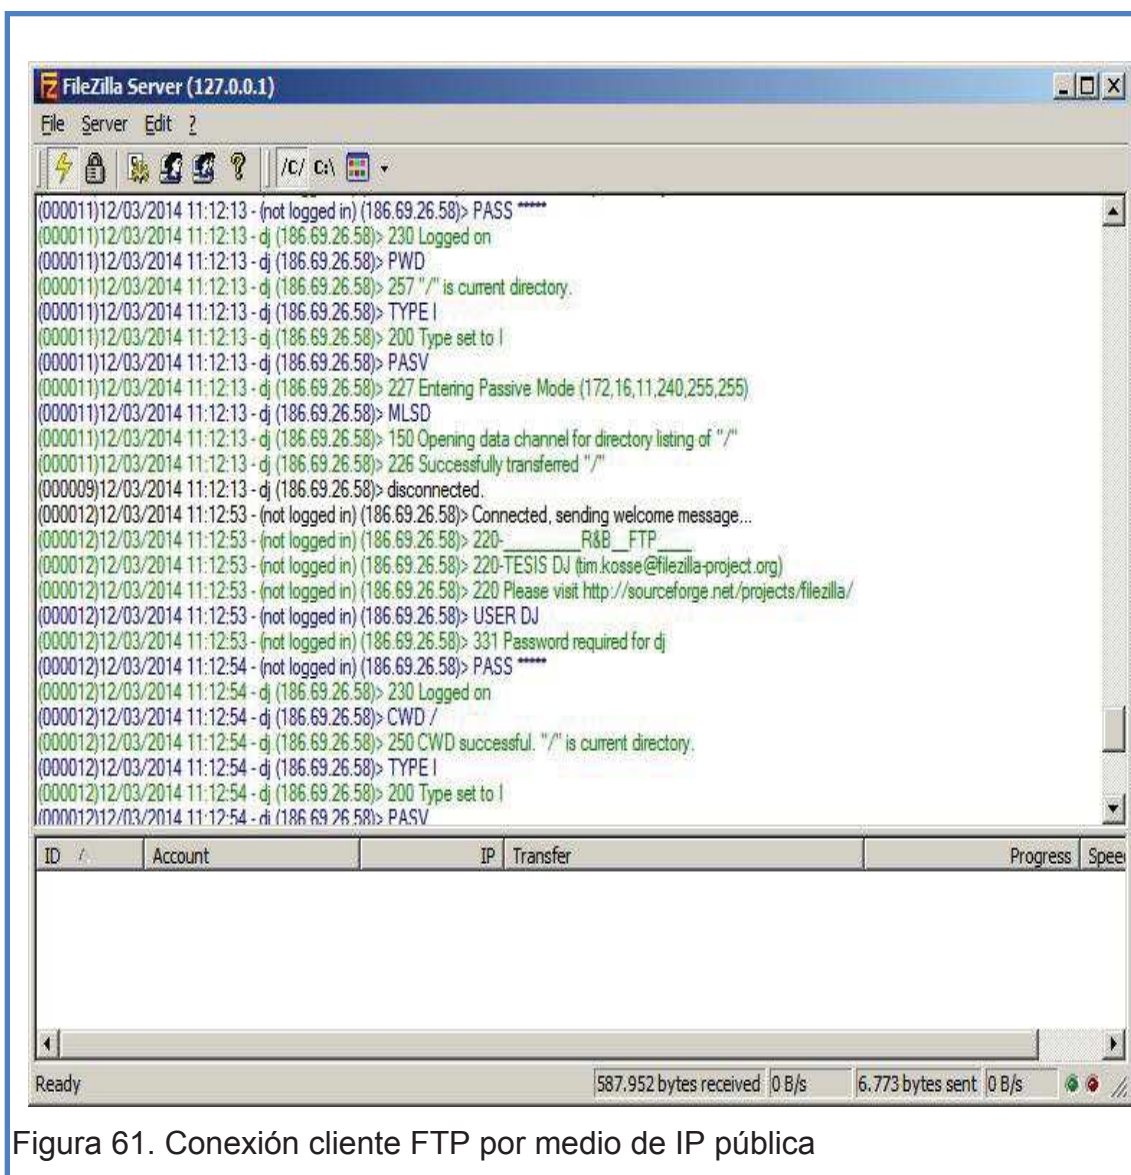 FileZilla Server (127.0.0.1)
File Server Edit ?
/C/ C:\
(000011)12/03/2014 11:12:13 - (not logged in) (186.69.26.58)> PASS *****
(000011)12/03/2014 11:12:13 - dj (186.69.26.58)> 230 Logged on
(000011)12/03/2014 11:12:13 - dj (186.69.26.58)> PWD
(000011)12/03/2014 11:12:13 - dj (186.69.26.58)> 257 "/" is current directory.
(000011)12/03/2014 11:12:13 - dj (186.69.26.58)> TYPE I
(000011)12/03/2014 11:12:13 - dj (186.69.26.58)> 200 Type set to I
(000011)12/03/2014 11:12:13 - dj (186.69.26.58)> PASV
(000011)12/03/2014 11:12:13 - dj (186.69.26.58)> 227 Entering Passive Mode (172,16,11,240,255,255)
(000011)12/03/2014 11:12:13 - dj (186.69.26.58)> MLSD
(000011)12/03/2014 11:12:13 - dj (186.69.26.58)> 150 Opening data channel for directory listing of "/"
(000011)12/03/2014 11:12:13 - dj (186.69.26.58)> 226 Successfully transferred "/"
(000009)12/03/2014 11:12:13 - dj (186.69.26.58)> disconnected.
(000012)12/03/2014 11:12:53 - (not logged in) (186.69.26.58)> Connected, sending welcome message...
(000012)12/03/2014 11:12:53 - (not logged in) (186.69.26.58)> 220-_________R&B__FTP____
(000012)12/03/2014 11:12:53 - (not logged in) (186.69.26.58)> 220-TESIS DJ (tim.kosse@filezilla-project.org)
(000012)12/03/2014 11:12:53 - (not logged in) (186.69.26.58)> 220 Please visit http://sourceforge.net/projects/filezilla/
(000012)12/03/2014 11:12:53 - (not logged in) (186.69.26.58)> USER DJ
(000012)12/03/2014 11:12:53 - (not logged in) (186.69.26.58)> 331 Password required for dj
(000012)12/03/2014 11:12:54 - (not logged in) (186.69.26.58)> PASS *****
(000012)12/03/2014 11:12:54 - dj (186.69.26.58)> 230 Logged on
(000012)12/03/2014 11:12:54 - dj (186.69.26.58)> CWD /
(000012)12/03/2014 11:12:54 - dj (186.69.26.58)> 250 CWD successful. "/" is current directory.
(000012)12/03/2014 11:12:54 - dj (186.69.26.58)> TYPE I
(000012)12/03/2014 11:12:54 - dj (186.69.26.58)> 200 Type set to I
(000012)12/03/2014 11:12:54 - dj (186.69.26.58)> PASV
ID Account IP Transfer Progress Spee
Ready 587.952 bytes received 0 B/s 6.773 bytes sent 0 B/s
Figura 61. Conexión cliente FTP por medio de IP pública